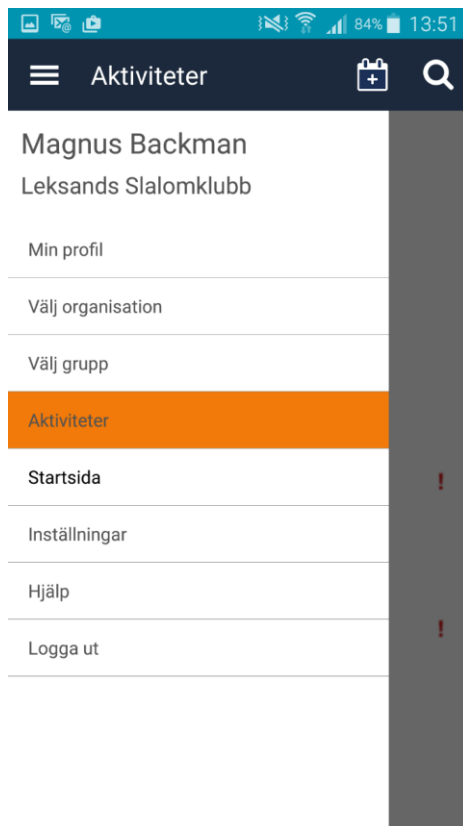 84% 13:51
Aktiviteter
Magnus Backman
Leksands Slalomklubb
Min profil
Välj organisation
Välj grupp
Aktiviteter
Startsida
Inställningar
Hjälp
Logga ut
!
!